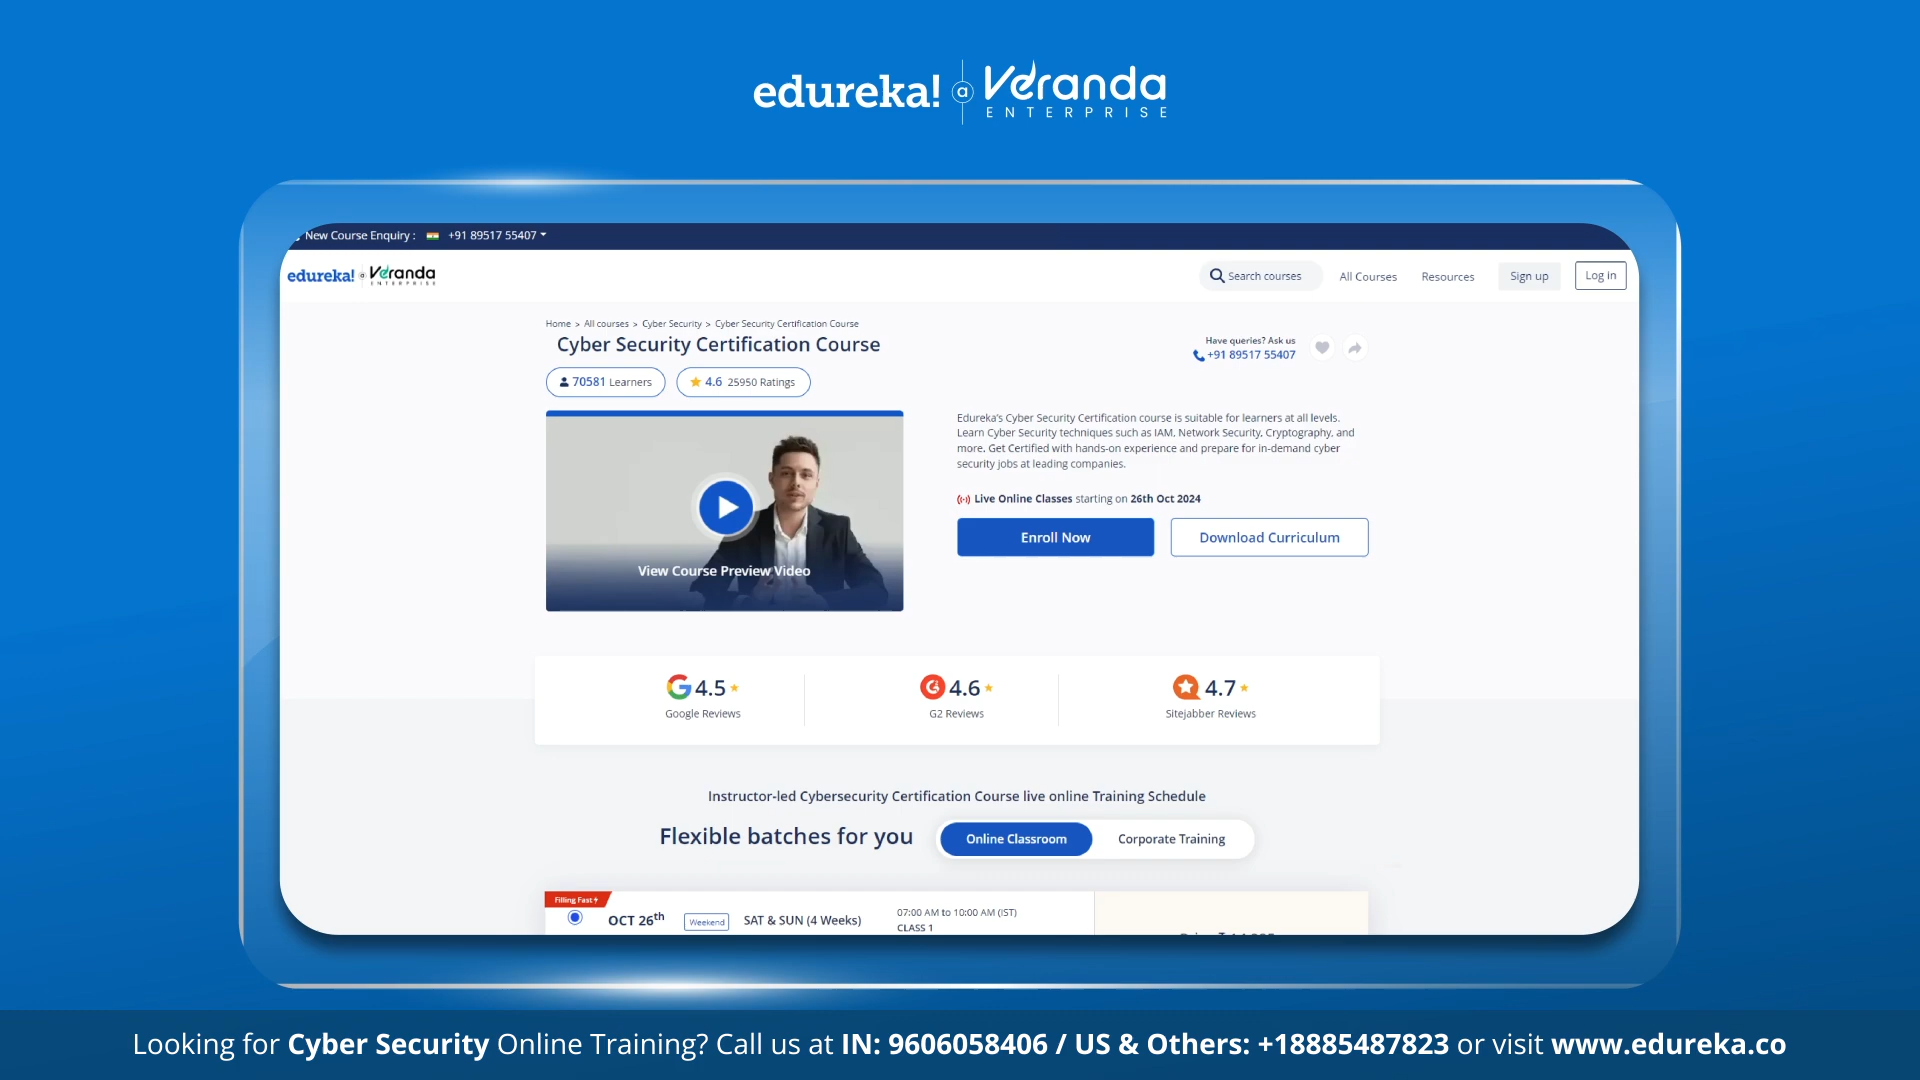 edureka! a Veranda
ENTERPRISE
New Course Enquiry : +91 89517 55407
edureka! a Veranda
ENTERPRISE
Search courses
All Courses
Resources
Sign up
Log in
Home > All courses > Cyber Security > Cyber Security Certification Course
Cyber Security Certification Course
Have queries? Ask us
+91 89517 55407
70581 Learners
4.6 25950 Ratings
View Course Preview Video
Edureka's Cyber Security Certification course is suitable for learners at all levels.
Learn Cyber Security techniques such as IAM, Network Security, Cryptography, and
more. Get Certified with hands-on experience and prepare for in-demand cyber
security jobs at leading companies.
Live Online Classes starting on 26th Oct 2024
Enroll Now
Download Curriculum
4.5
Google Reviews
4.6
G2 Reviews
4.7
Sitejabber Reviews
Instructor-led Cybersecurity Certification Course live online Training Schedule
Flexible batches for you
Online Classroom
Corporate Training
Filling Fast
OCT 26th
Weekend
SAT & SUN (4 Weeks)
07:00 AM to 10:00 AM (IST)
CLASS 1
Looking for Cyber Security Online Training? Call us at IN: 9606058406 / US & Others: +18885487823 or visit www.edureka.co